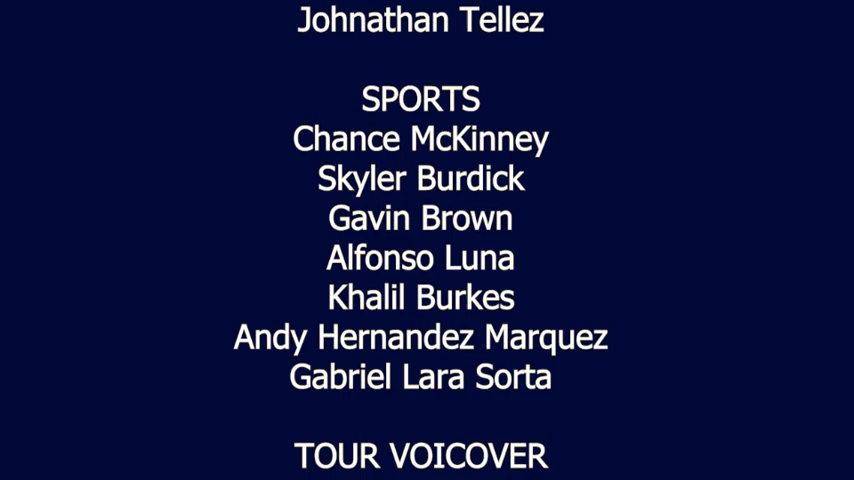 Johnathan Tellez
SPORTS
Chance McKinney
Skyler Burdick
Gavin Brown
Alfonso Luna
Khalil Burkes
Andy Hernandez Marquez
Gabriel Lara Sorta
TOUR VOICOVER